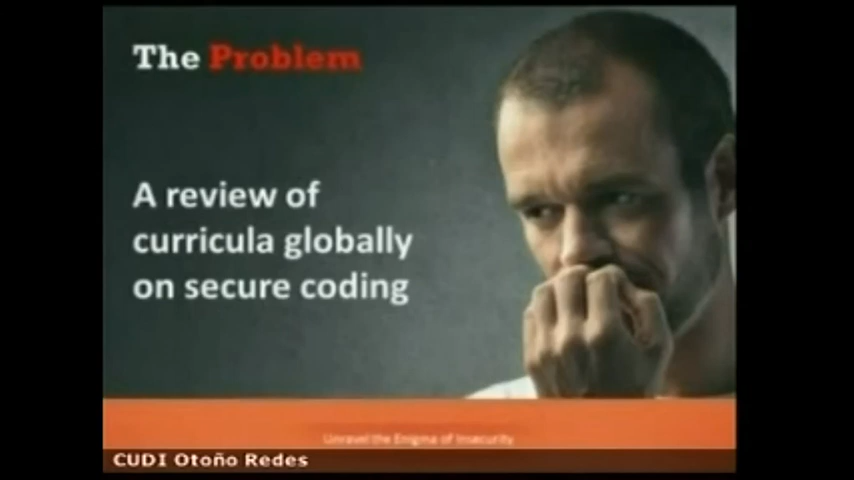 The Problem
A review of
curricula globally
on secure coding
Unravel the Enigma of Insecurity
CUDI Otoño Redes